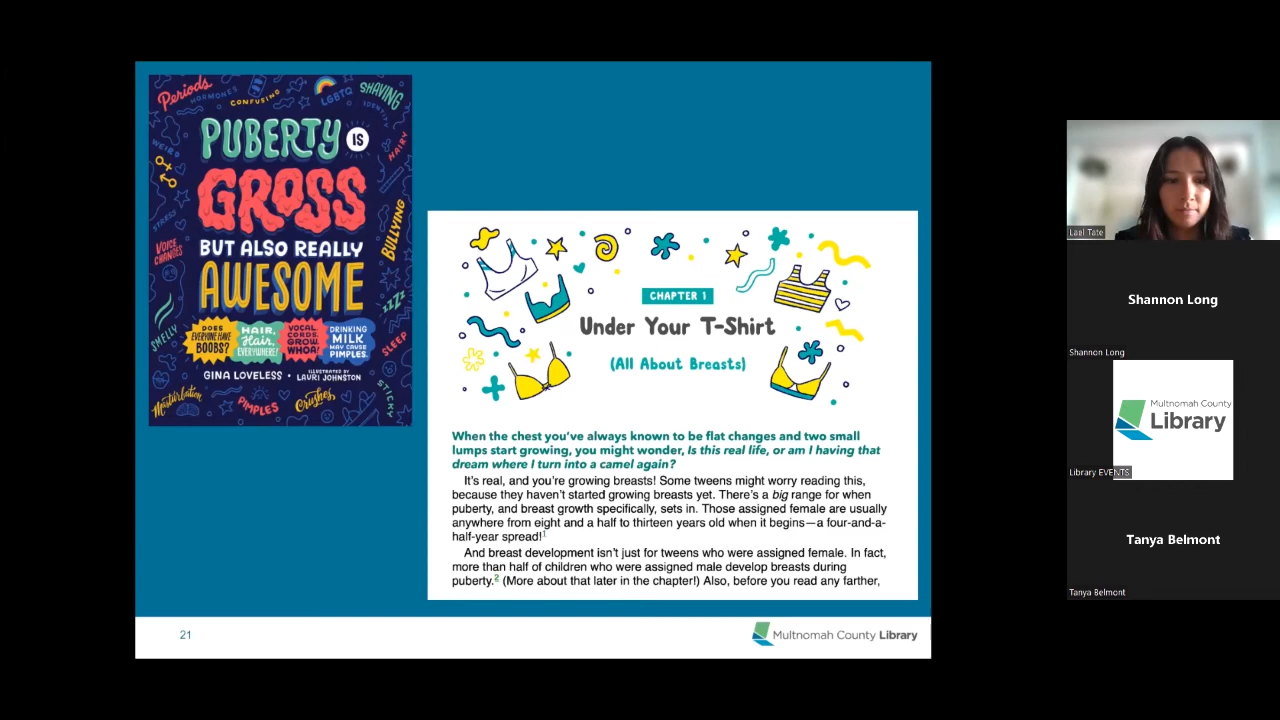 Periods
HORMONES
CONFUSING
LGBTQ
SHAVING
IDENTITY
WEIRD
HAIRY
PUBERTY IS
GROSS
BUT ALSO REALLY
AWESOME
STRESS
BULLYING
VOICE
CHANGES
ZZZZ
SMELLY
SLEEP
DOES
EVERYONE HAVE
BOOBS?
HAIR,
Hair,
EVERYWHERE!
VOCAL
CORDS
GROW.
WHOA!
DRINKING
MILK
MAY CAUSE
PIMPLES.
GINA LOVELESS • ILLUSTRATED BY LAURI JOHNSTON
Masturbation
PIMPLES
Crushes
STICKY
CHAPTER 1
Under Your T-Shirt
(All About Breasts)
When the chest you've always known to be flat changes and two small
lumps start growing, you might wonder, Is this real life, or am I having that
dream where I turn into a camel again?
It's real, and you're growing breasts! Some tweens might worry reading this,
because they haven't started growing breasts yet. There's a big range for when
puberty, and breast growth specifically, sets in. Those assigned female are usually
anywhere from eight and a half to thirteen years old when it begins—a four-and-a-
half-year spread!1
And breast development isn't just for tweens who were assigned female. In fact,
more than half of children who were assigned male develop breasts during
puberty.2 (More about that later in the chapter!) Also, before you read any farther,
21
Multnomah County Library
Lael Tate
Shannon Long
Shannon Long
Multnomah County
Library
Library EVENTS
Tanya Belmont
Tanya Belmont